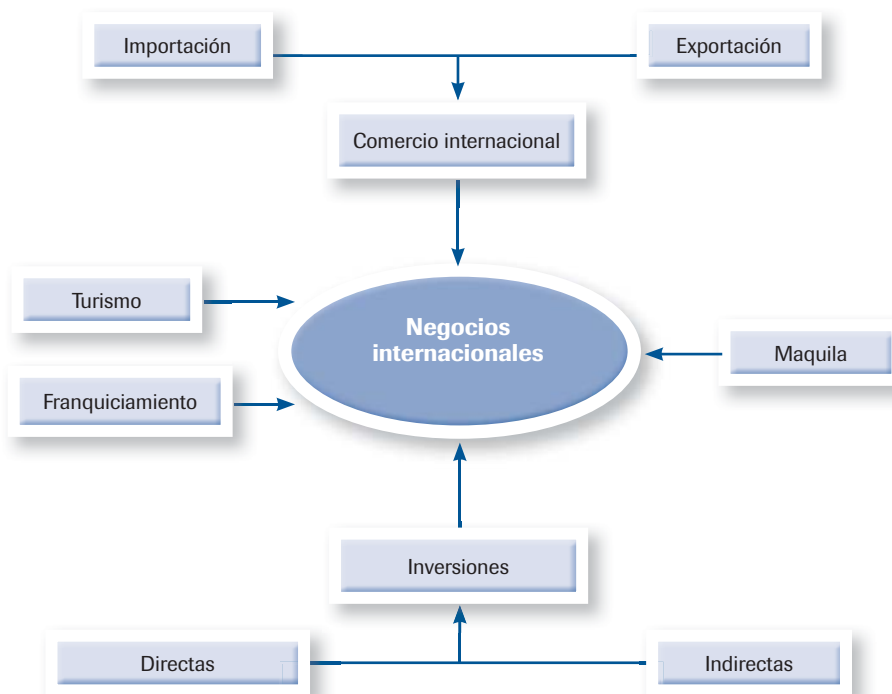 Importación
Exportación
Comercio internacional
Turismo
Negocios
internacionales
Maquila
Franquiciamiento
Inversiones
Directas
Indirectas